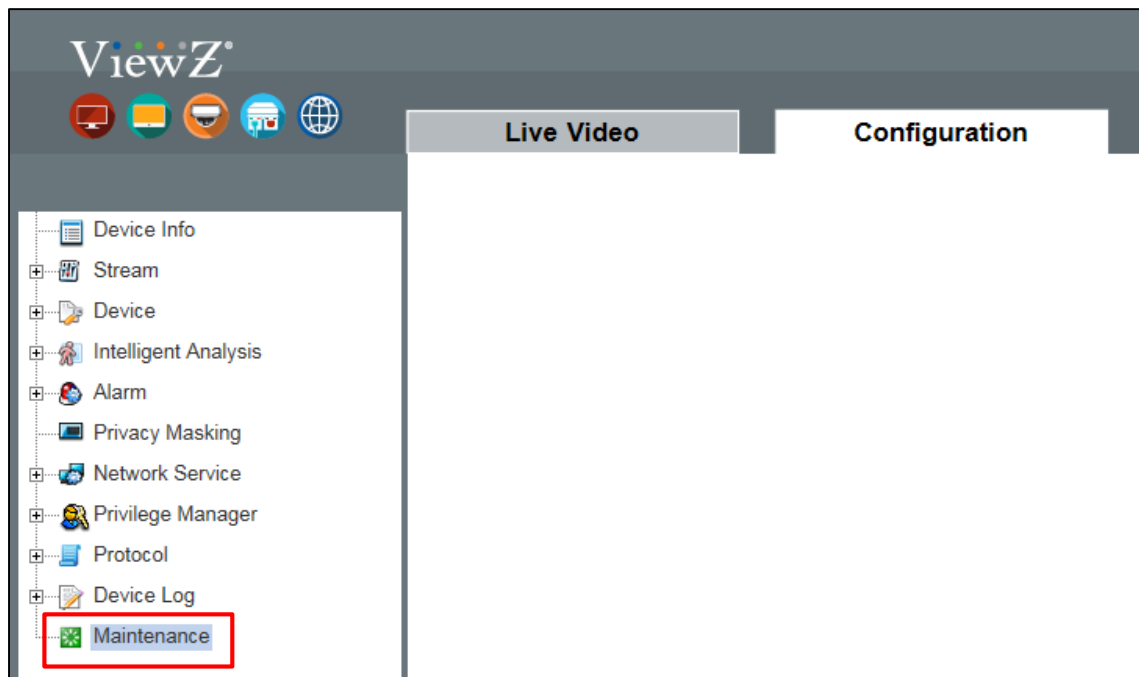 ViewZ®
Live Video
Configuration
Device Info
Stream
Device
Intelligent Analysis
Alarm
Privacy Masking
Network Service
Privilege Manager
Protocol
Device Log
Maintenance